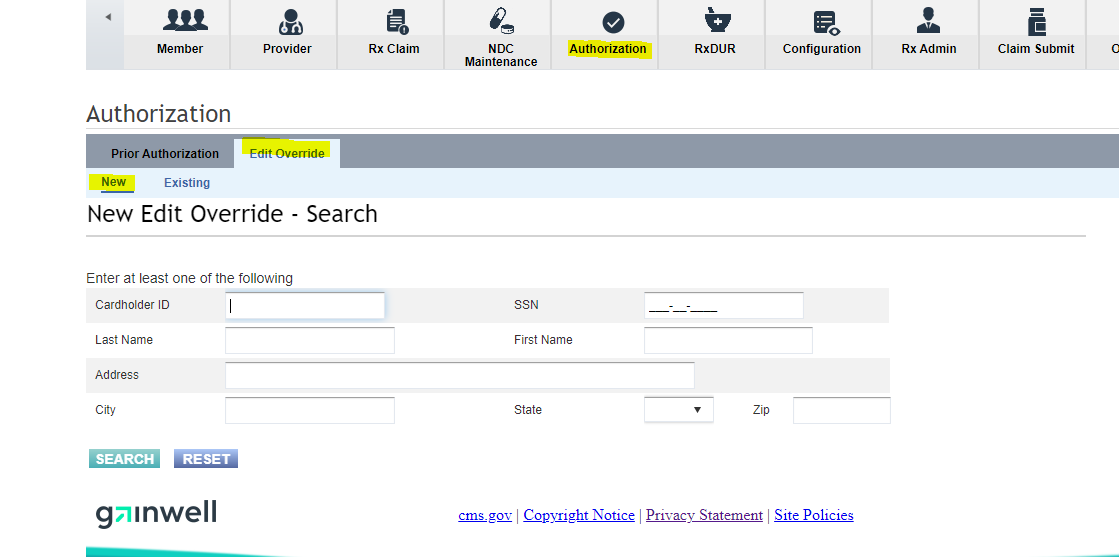 Member Provider Rx Claim NDC Maintenance Authorization RxDUR Configuration Rx Admin Claim Submit O
Authorization
Prior Authorization Edit Override
New Existing
New Edit Override - Search
Enter at least one of the following
Cardholder ID SSN ___-__-____
Last Name First Name
Address
City State Zip
SEARCH RESET
gainwell cms.gov | Copyright Notice | Privacy Statement | Site Policies